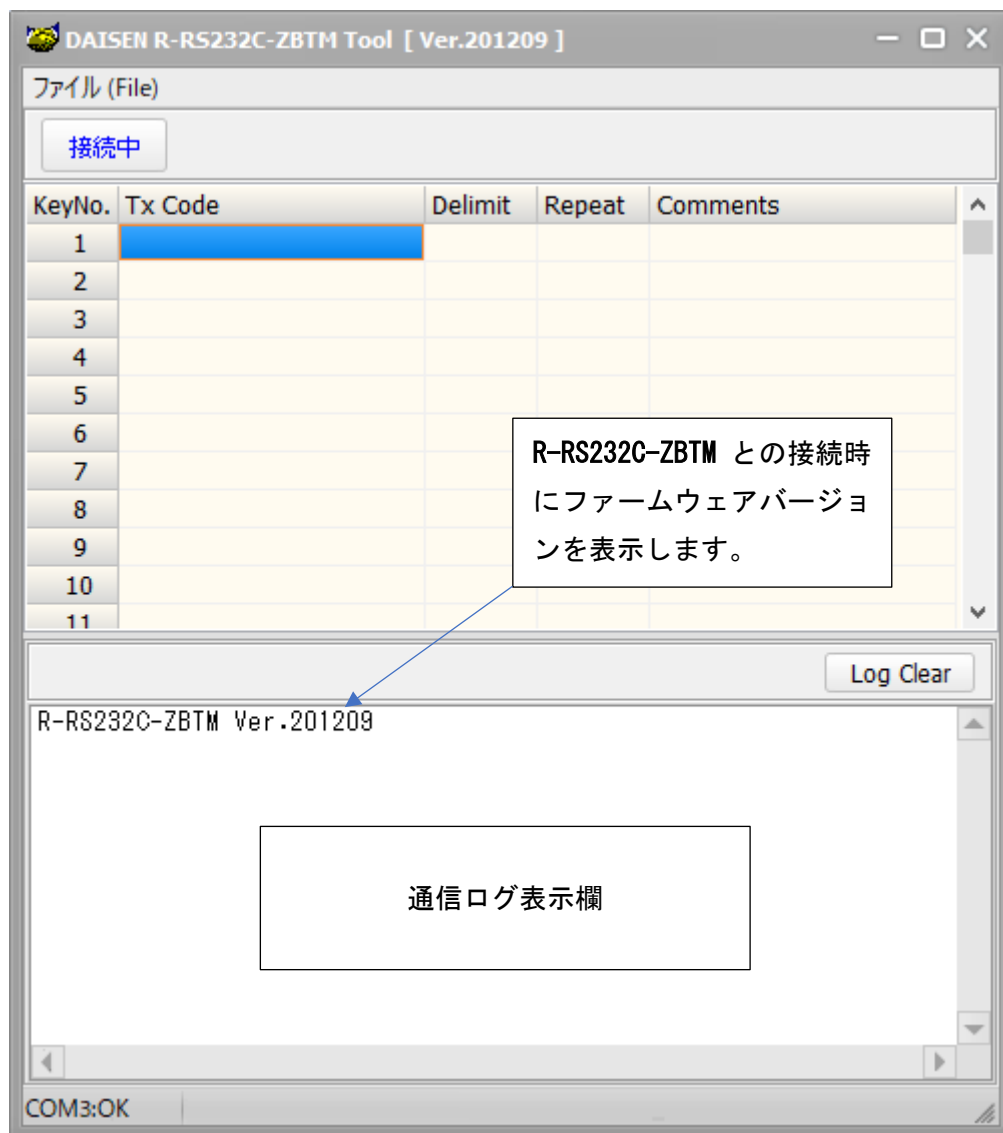 DAISEN R-RS232C-ZBTM Tool [ Ver.201209 ]
ファイル (File)
接続中
KeyNo. Tx Code Delimit Repeat Comments
1
2
3
4
5
6
7
8
9
10
11
R-RS232C-ZBTM との接続時
にファームウェアバージョ
ンを表示します。
Log Clear
R-RS232C-ZBTM Ver.201209
通信ログ表示欄
COM3:OK